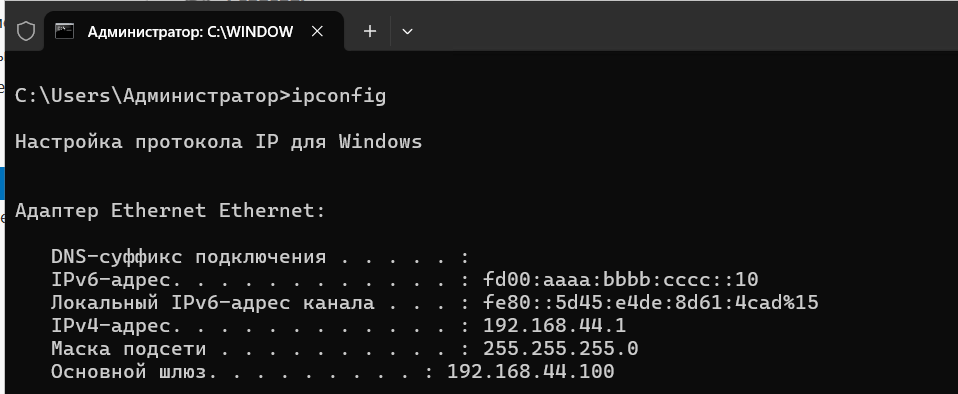 Администратор: C:\WINDOW
C:\Users\Администратор>ipconfig
Настройка протокола IP для Windows
Адаптер Ethernet Ethernet:
DNS-суффикс подключения . . . . . :
IPv6-адрес. . . . . . . . . . . . : fd00:aaaa:bbbb:cccc::10
Локальный IPv6-адрес канала . . . : fe80::5d45:e4de:8d61:4cad%15
IPv4-адрес. . . . . . . . . . . . : 192.168.44.1
Маска подсети . . . . . . . . . . : 255.255.255.0
Основной шлюз. . . . . . . . . : 192.168.44.100